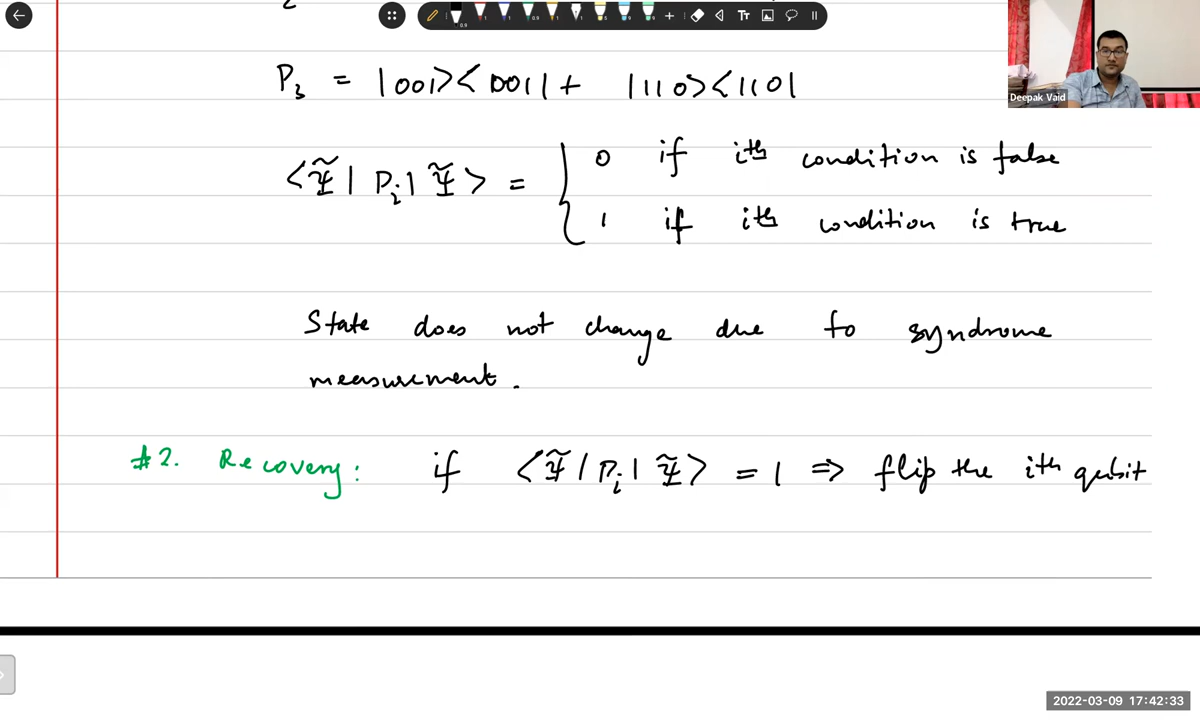 P₃ = |001><001| + |110><110|
<Ψ̃| Pᵢ| Ψ̃> = { 0 if ith condition is false
1 if ith condition is true
State does not change due to syndrome
measurement.
#2. Recovery: if <Ψ̃| Pᵢ| Ψ̃> = 1 ⇒ flip the ith qubit
Deepak Vaid
2022-03-09 17:42:33